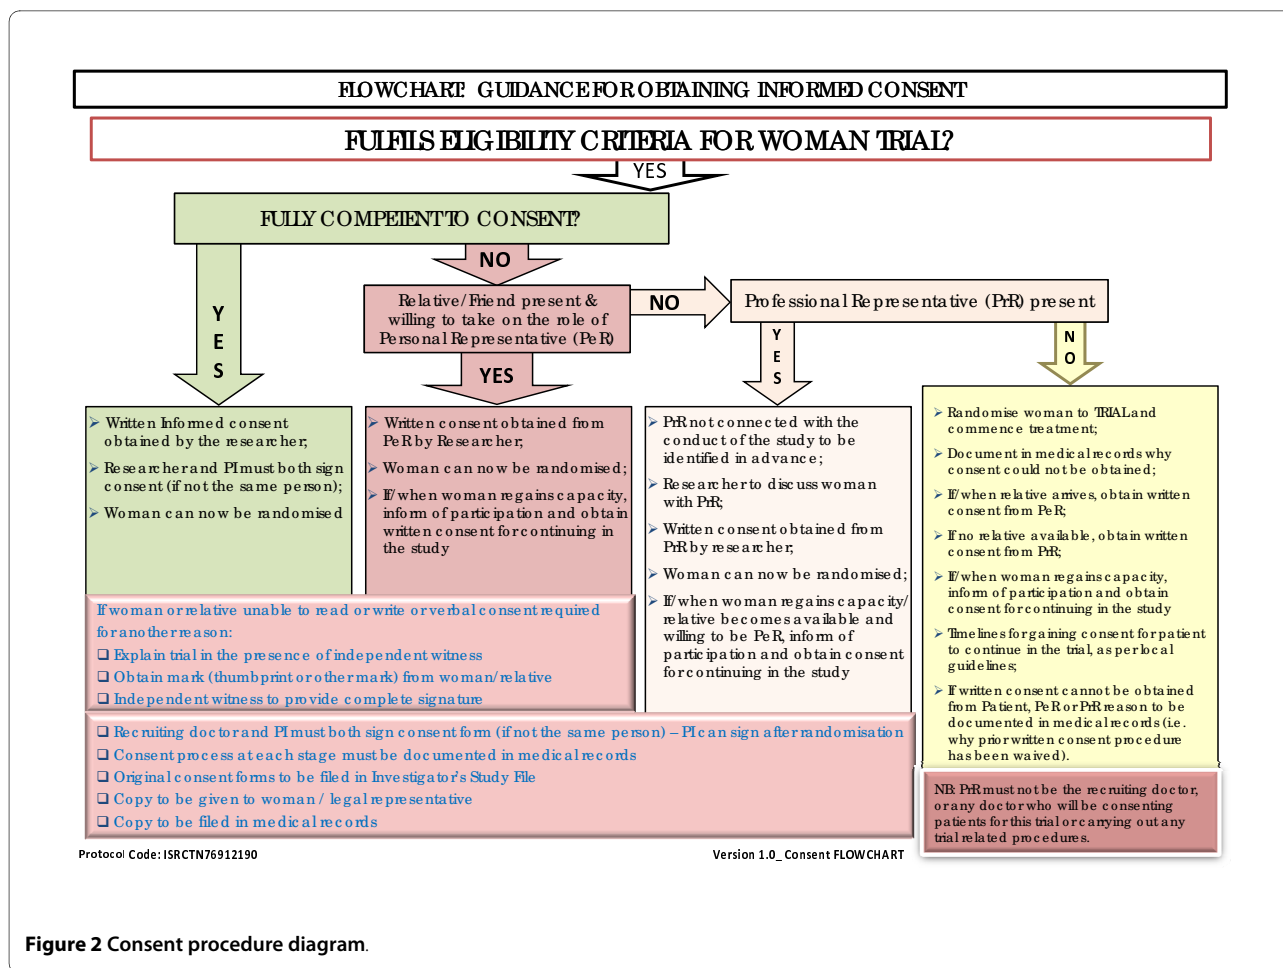 FLOWCHART: GUIDANCE FOR OBTAINING INFORMED CONSENT
FULFILS ELIGIBILITY CRITERIA FOR WOMAN TRIAL?
YES
FULLY COMPETENT TO CONSENT?
NO
YES
Relative/Friend present &
willing to take on the role of
Personal Representative (PeR)
NO
Professional Representative (PrR) present
YES
YES
NO
➢ Written Informed consent
obtained by the researcher;
➢ Researcher and PI must both sign
consent (if not the same person);
➢ Woman can now be randomised
➢ Written consent obtained from
PeR by Researcher;
➢ Woman can now be randomised;
➢ If/when woman regains capacity,
inform of participation and obtain
written consent for continuing in
the study
➢ PrR not connected with the
conduct of the study to be
identified in advance;
➢ Researcher to discuss woman
with PrR;
➢ Written consent obtained from
PrR by researcher;
➢ Woman can now be randomised;
➢ If/when woman regains capacity/
relative becomes available and
willing to be PeR, inform of
participation and obtain consent
for continuing in the study
➢ Randomise woman to TRIAL and
commence treatment;
➢ Document in medical records why
consent could not be obtained;
➢ If/when relative arrives, obtain written
consent from PeR;
➢ If no relative available, obtain written
consent from PrR;
➢ If/when woman regains capacity,
inform of participation and obtain
consent for continuing in the study
➢ Timelines for gaining consent for patient
to continue in the trial, as per local
guidelines;
➢ If written consent cannot be obtained
from Patient, PeR or PrR reason to be
documented in medical records (i.e.
why prior written consent procedure
has been waived).
If woman or relative unable to read or write or verbal consent required
for another reason:
❑ Explain trial in the presence of independent witness
❑ Obtain mark (thumbprint or other mark) from woman/relative
❑ Independent witness to provide complete signature
❑ Recruiting doctor and PI must both sign consent form (if not the same person) – PI can sign after randomisation
❑ Consent process at each stage must be documented in medical records
❑ Original consent forms to be filed in Investigator's Study File
❑ Copy to be given to woman / legal representative
❑ Copy to be filed in medical records
NB: PrR must not be the recruiting doctor,
or any doctor who will be consenting
patients for this trial or carrying out any
trial related procedures.
Protocol Code: ISRCTN76912190
Version 1.0_ Consent FLOWCHART
Figure 2 Consent procedure diagram.